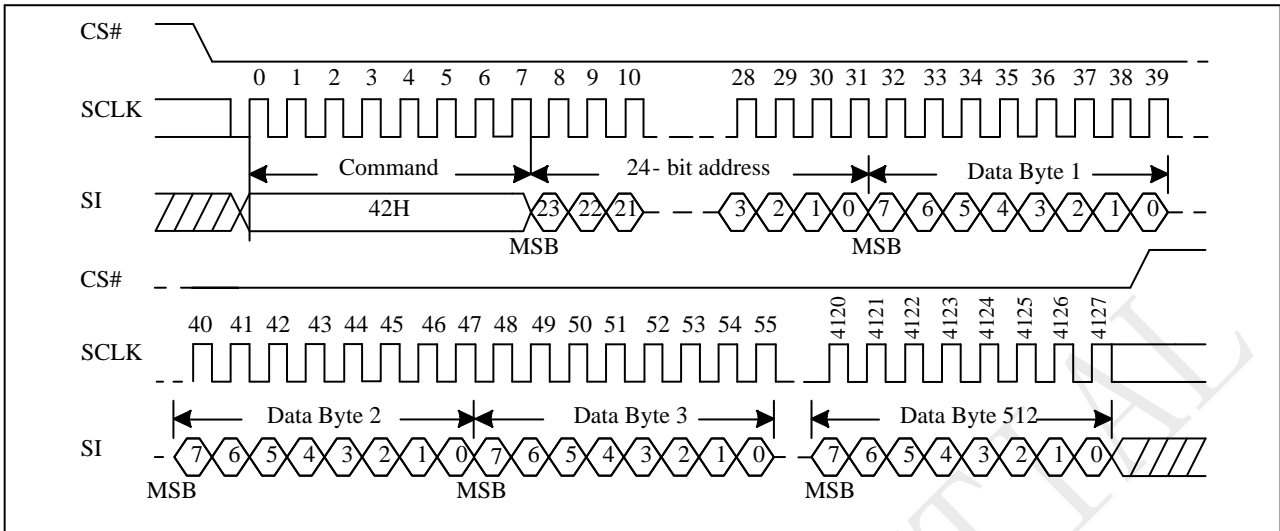 CS#
0 1 2 3 4 5 6 7 8 9 10 28 29 30 31 32 33 34 35 36 37 38 39
SCLK
Command 24- bit address Data Byte 1
SI 42H 23 22 21 3 2 1 0 7 6 5 4 3 2 1 0
MSB MSB
CS#
40 41 42 43 44 45 46 47 48 49 50 51 52 53 54 55 4120 4121 4122 4123 4124 4125 4126 4127
SCLK
Data Byte 2 Data Byte 3 Data Byte 512
SI 7 6 5 4 3 2 1 0 7 6 5 4 3 2 1 0 7 6 5 4 3 2 1 0
MSB MSB MSB
TIAL